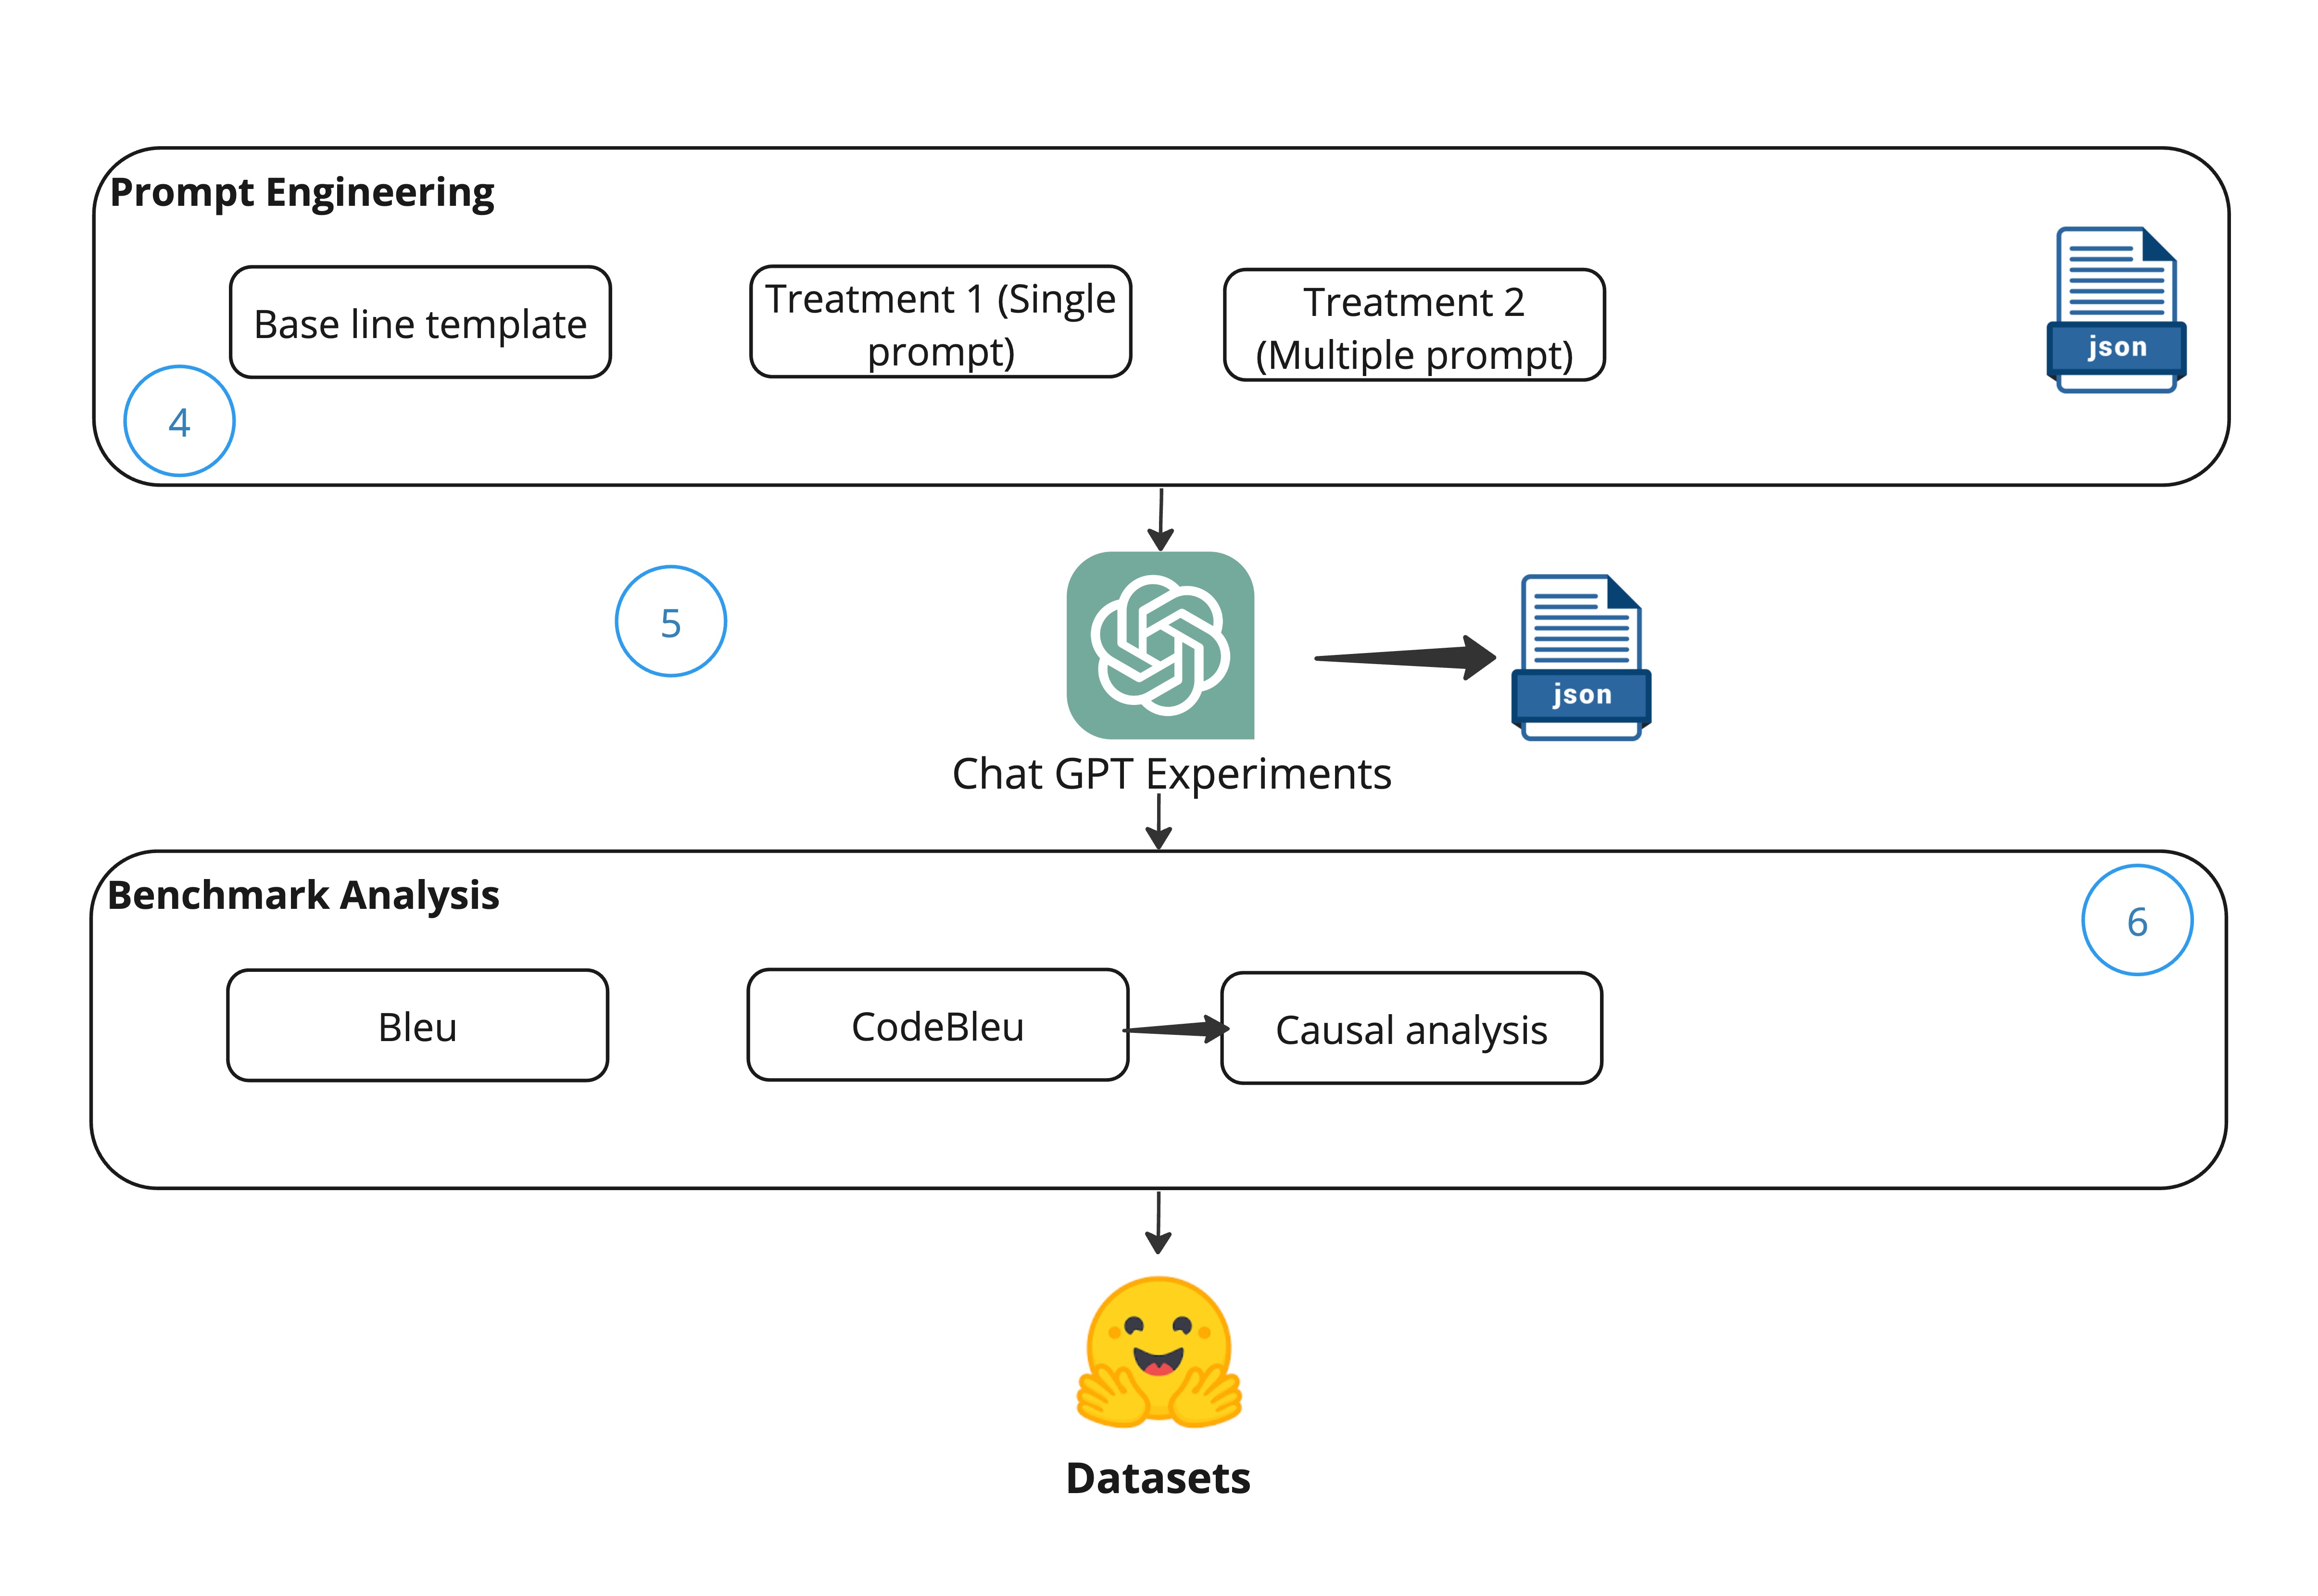 Prompt Engineering
Base line template
Treatment 1 (Single
prompt)
Treatment 2
(Multiple prompt)
json
4
5
json
Chat GPT Experiments
Benchmark Analysis
6
Bleu
CodeBleu
Causal analysis
Datasets